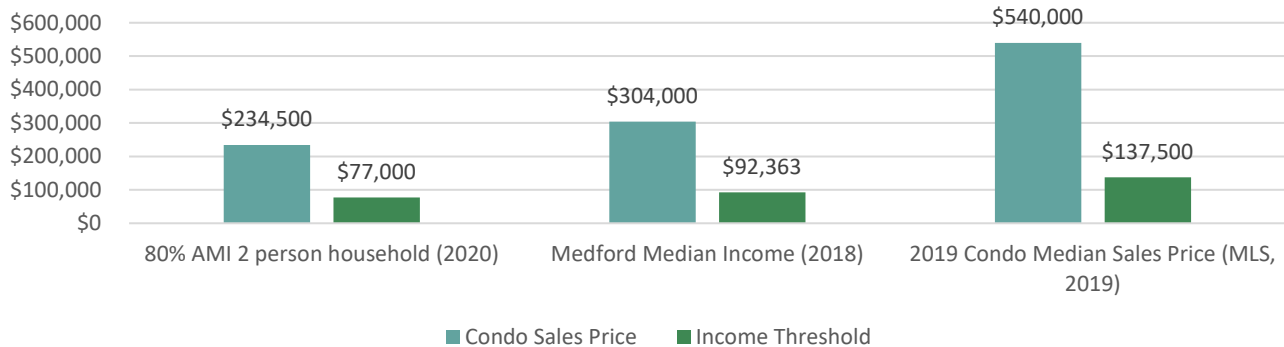 $600,000
$500,000
$400,000
$300,000
$200,000
$100,000
$0
$234,500
$77,000
$304,000
$92,363
$540,000
$137,500
80% AMI 2 person household (2020)
Medford Median Income (2018)
2019 Condo Median Sales Price (MLS,
2019)
Condo Sales Price
Income Threshold